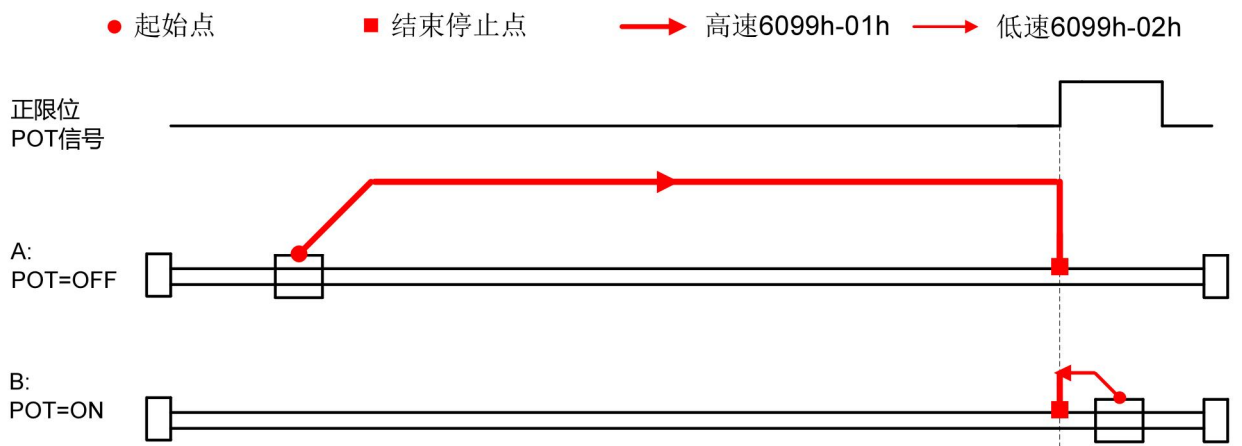 起始点 结束停止点 高速6099h-01h 低速6099h-02h
正限位
POT信号
A:
POT=OFF
B:
POT=ON